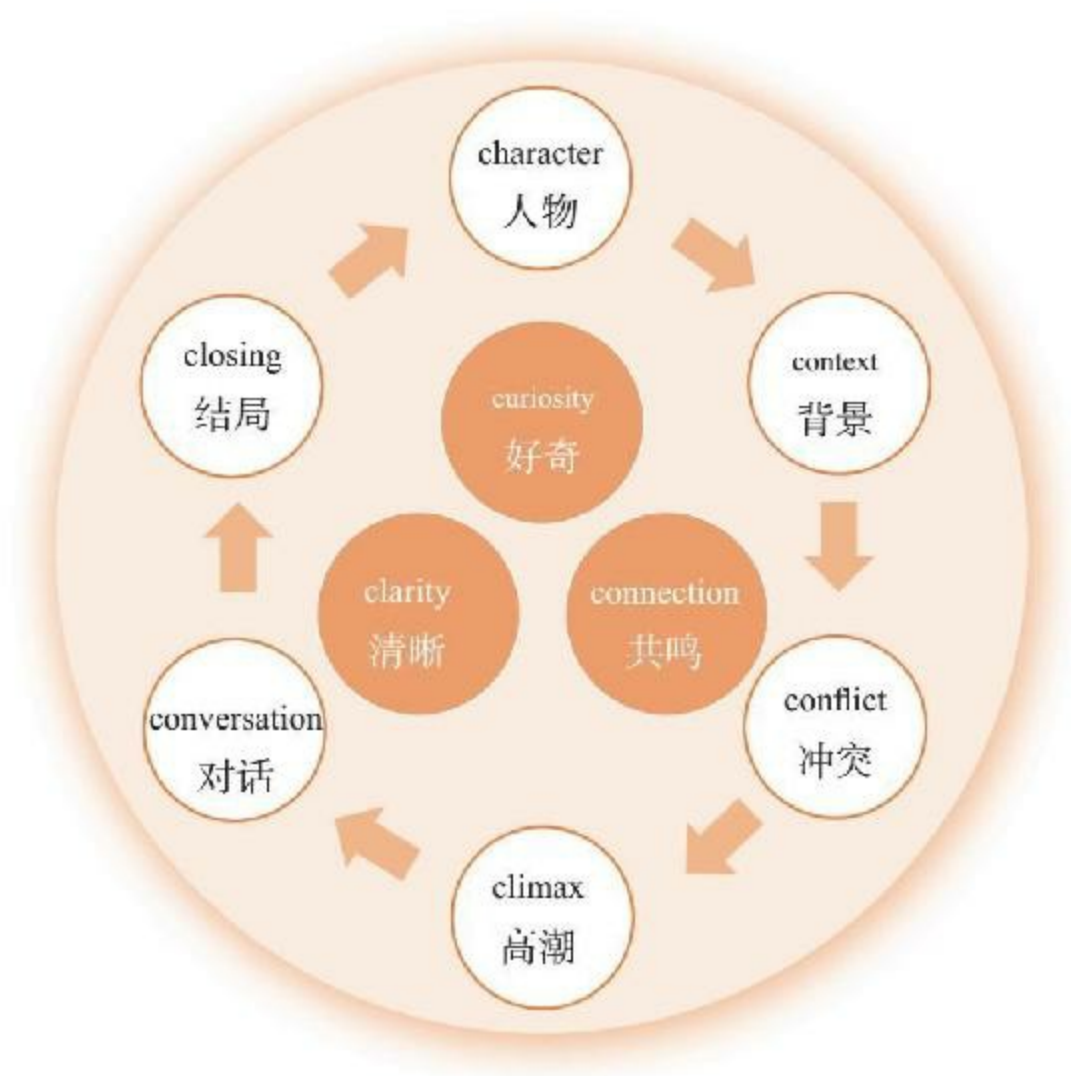 character
人物
context
背景
conflict
冲突
climax
高潮
conversation
对话
closing
结局
curiosity
好奇
connection
共鸣
clarity
清晰